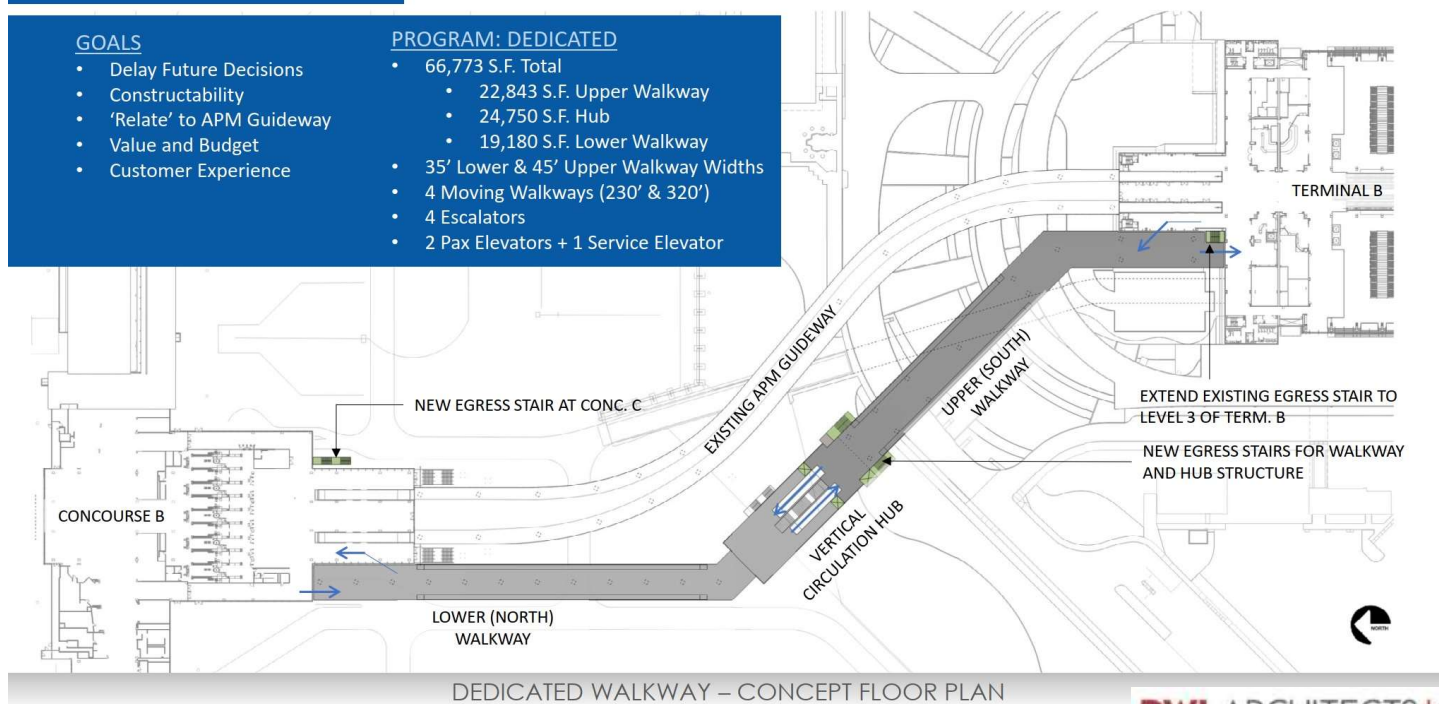 GOALS
• Delay Future Decisions
• Constructability
• ‘Relate’ to APM Guideway
• Value and Budget
• Customer Experience
PROGRAM: DEDICATED
• 66,773 S.F. Total
• 22,843 S.F. Upper Walkway
• 24,750 S.F. Hub
• 19,180 S.F. Lower Walkway
• 35’ Lower & 45’ Upper Walkway Widths
• 4 Moving Walkways (230’ & 320’)
• 4 Escalators
• 2 Pax Elevators + 1 Service Elevator
TERMINAL B
EXISTING APM GUIDEWAY
UPPER (SOUTH)
WALKWAY
EXTEND EXISTING EGRESS STAIR TO
LEVEL 3 OF TERM. B
NEW EGRESS STAIRS FOR WALKWAY
AND HUB STRUCTURE
NEW EGRESS STAIR AT CONC. C
CONCOURSE B
VERTICAL
CIRCULATION HUB
LOWER (NORTH)
WALKWAY
NORTH
DEDICATED WALKWAY – CONCEPT FLOOR PLAN